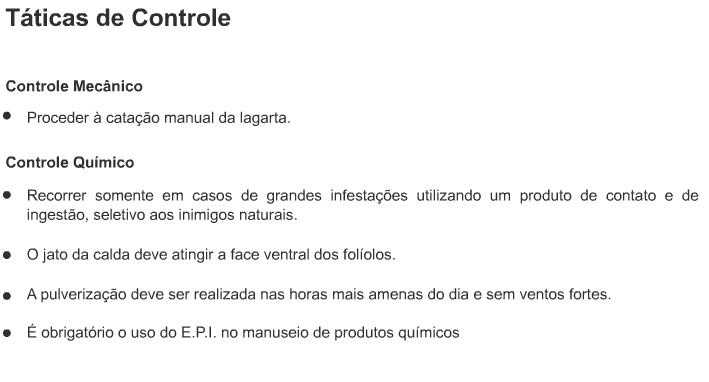 Táticas de Controle
Controle Mecânico
• Proceder à catação manual da lagarta.
Controle Químico
• Recorrer somente em casos de grandes infestações utilizando um produto de contato e de
ingestão, seletivo aos inimigos naturais.
• O jato da calda deve atingir a face ventral dos folíolos.
• A pulverização deve ser realizada nas horas mais amenas do dia e sem ventos fortes.
• É obrigatório o uso do E.P.I. no manuseio de produtos químicos